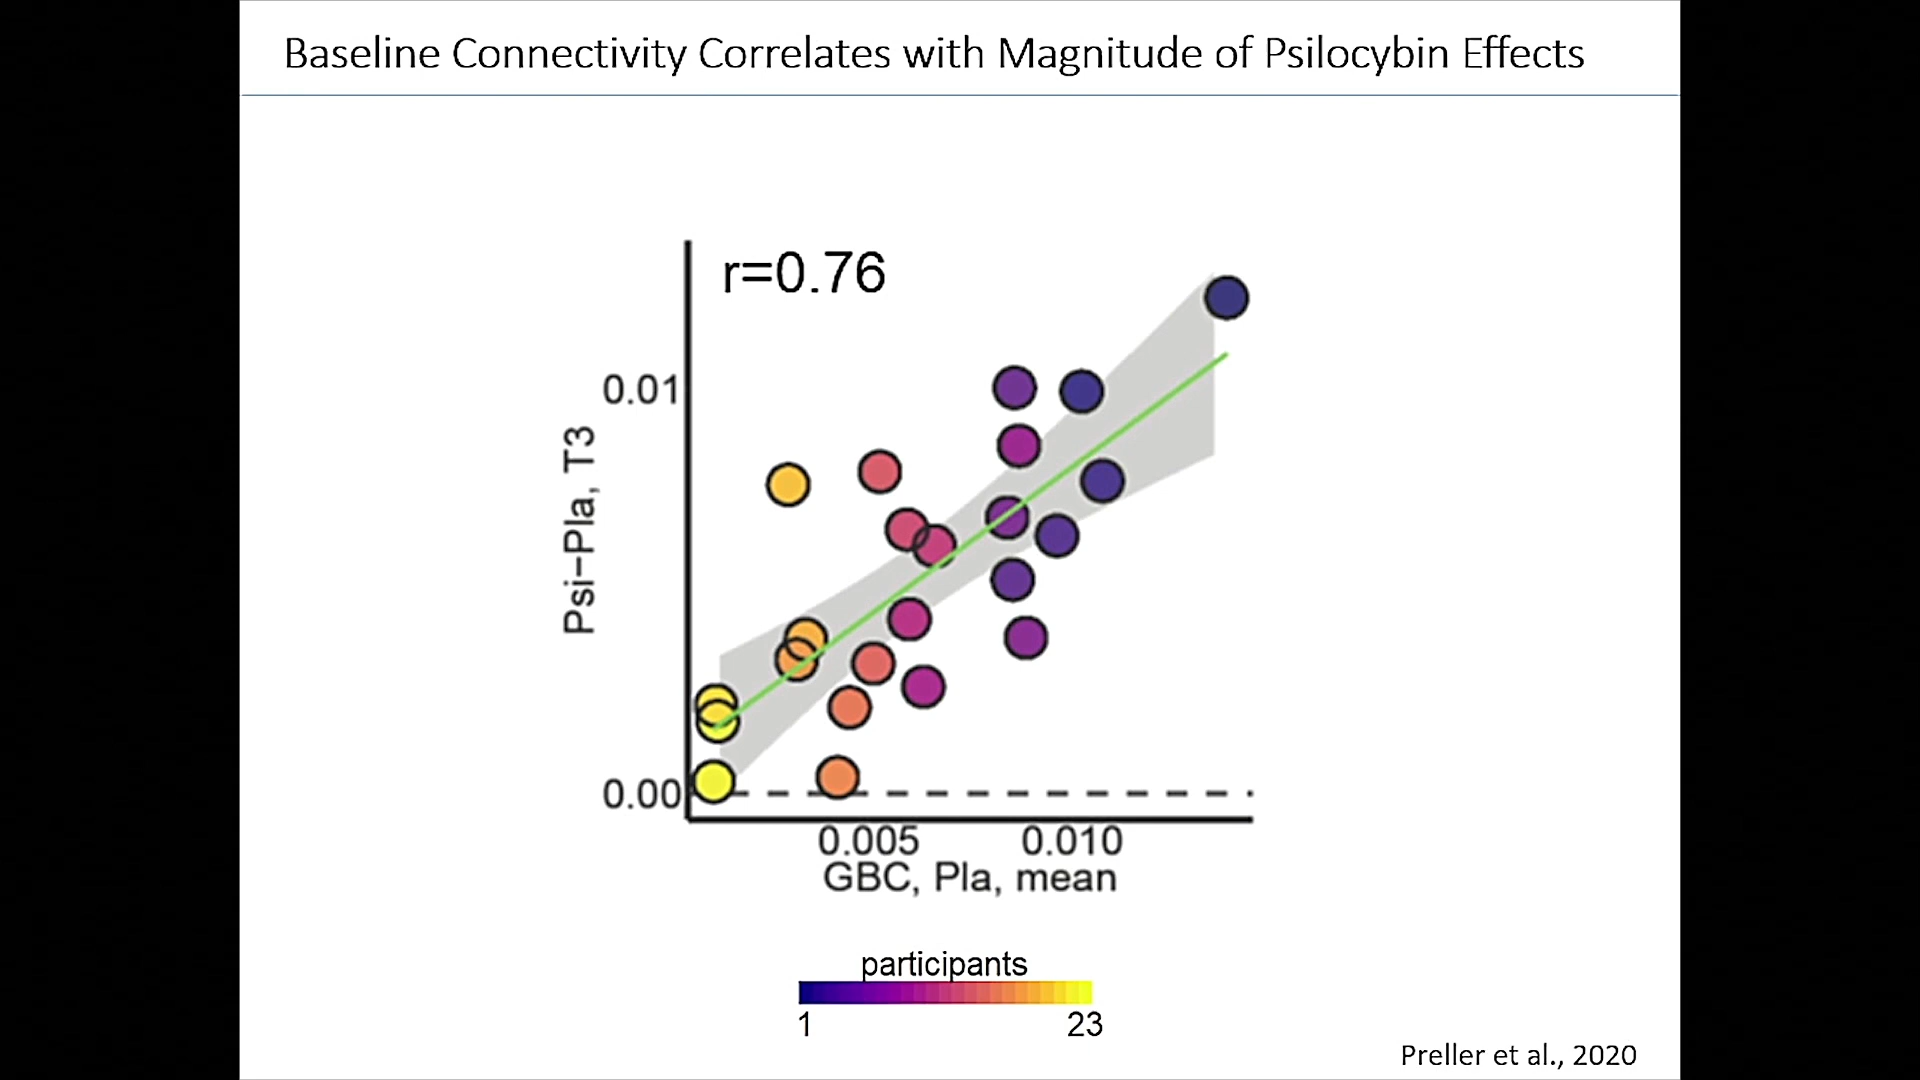 Baseline Connectivity Correlates with Magnitude of Psilocybin Effects
r=0.76
0.01
Psi−Pla, T3
0.00
0.005 0.010
GBC, Pla, mean
participants
1 23
Preller et al., 2020